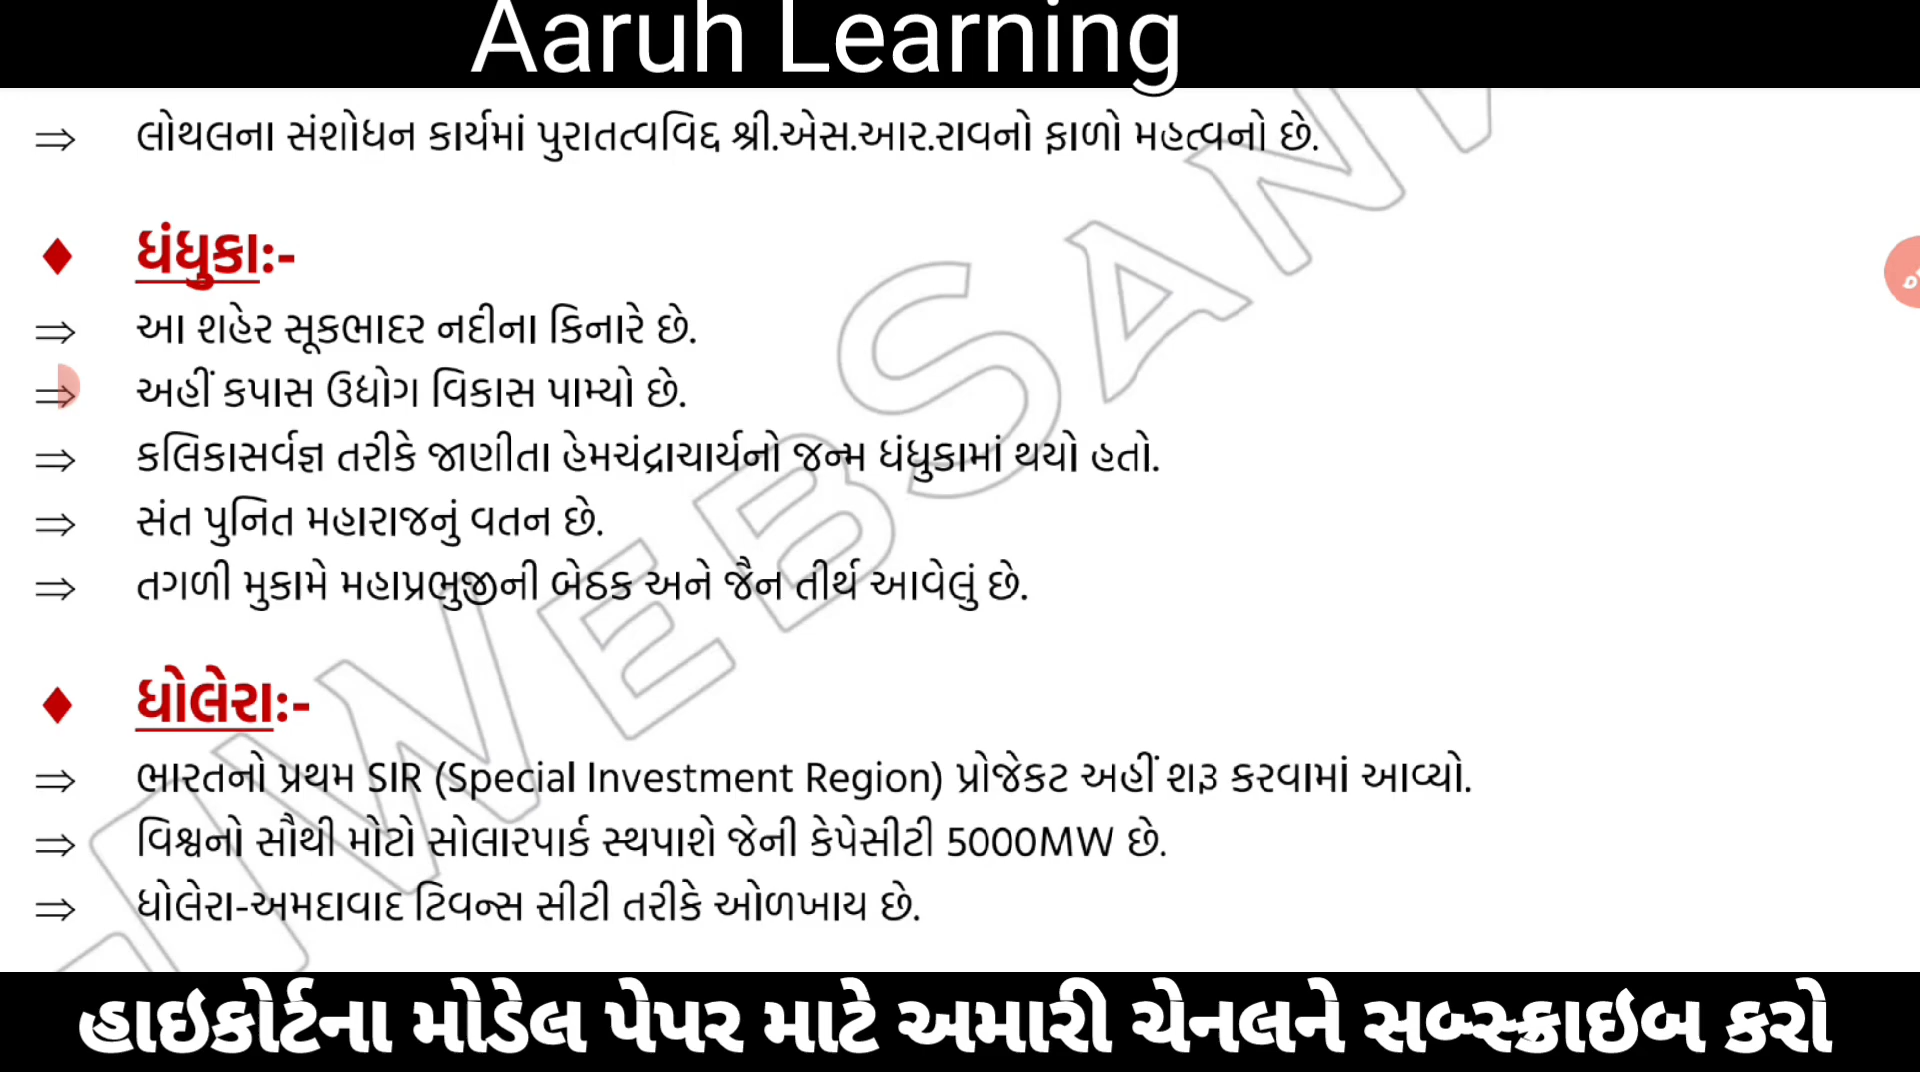 Aaruh Learning
⇒ લોથલના સંશોધન કાર્યમાં પુરાતત્વવિદ્દ શ્રી.એસ.આર.રાવનો ફાળો મહત્વનો છે.
♦ ધંધુકાઃ-
⇒ આ શહેર સૂકભાદર નદીના કિનારે છે.
⇒ અહીં કપાસ ઉદ્યોગ વિકાસ પામ્યો છે.
⇒ કલિકાસર્વજ્ઞ તરીકે જાણીતા હેમચંદ્રાચાર્યનો જન્મ ધંધુકામાં થયો હતો.
⇒ સંત પુનિત મહારાજનું વતન છે.
⇒ તગળી મુકામે મહાપ્રભુજીની બેઠક અને જૈન તીર્થ આવેલું છે.
♦ ધોલેરાઃ-
⇒ ભારતનો પ્રથમ SIR (Special Investment Region) પ્રોજેકટ અહીં શરૂ કરવામાં આવ્યો.
⇒ વિશ્વનો સૌથી મોટો સોલારપાર્ક સ્થપાશે જેની કેપેસીટી 5000MW છે.
⇒ ધોલેરા-અમદાવાદ ટિવન્સ સીટી તરીકે ઓળખાય છે.
હાઇકોર્ટના મોડેલ પેપર માટે અમારી ચેનલને સબ્સ્ક્રાઇબ કરો